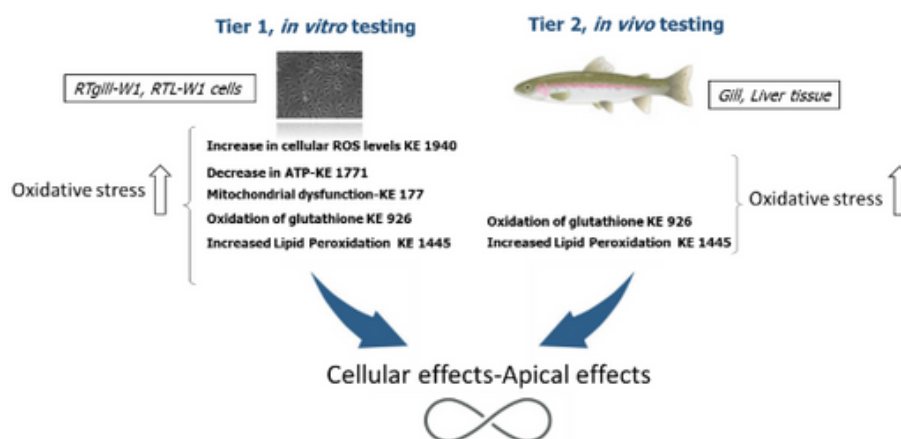 Tier 1, in vitro testing
RTgill-W1, RTL-W1 cells
Oxidative stress
Increase in cellular ROS levels KE 1940
Decrease in ATP-KE 1771
Mitochondrial dysfunction-KE 177
Oxidation of glutathione KE 926
Increased Lipid Peroxidation KE 1445
Tier 2, in vivo testing
Gill, Liver tissue
Oxidation of glutathione KE 926
Increased Lipid Peroxidation KE 1445
Oxidative stress
Cellular effects-Apical effects